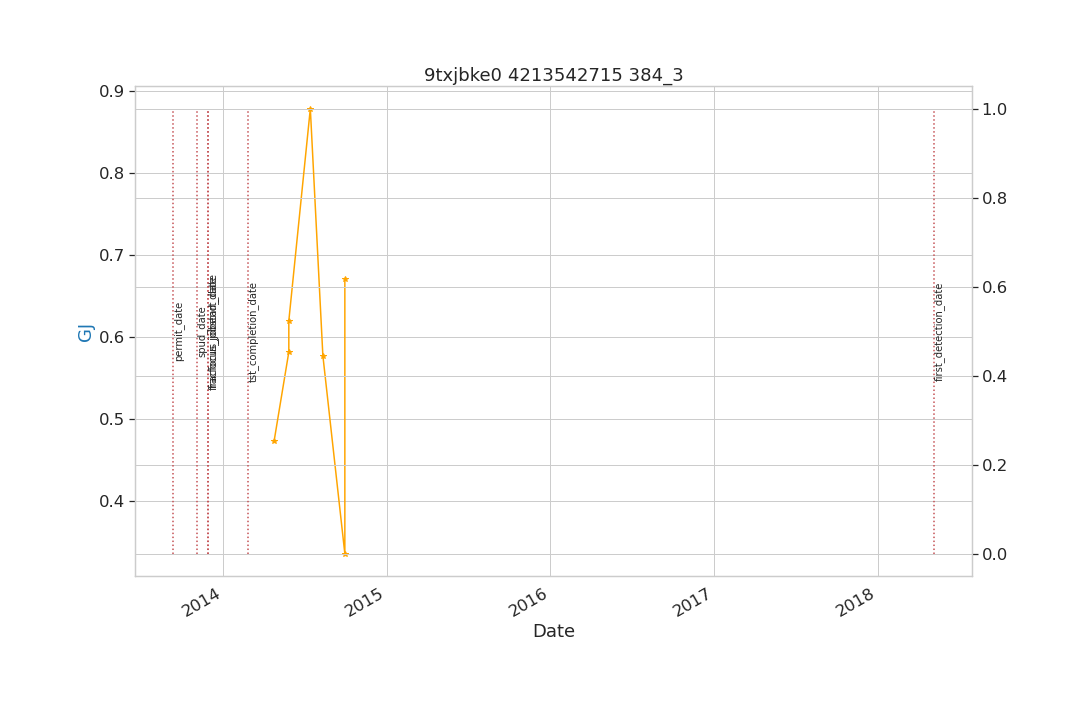 9txjbke0 4213542715 384_3
0.9
0.8
0.7
0.6
0.5
0.4
GJ
1.0
0.8
0.6
0.4
0.2
0.0
permit_date
spud_date
tst_completion_date
first_detection_date
2014
2015
2016
2017
2018
Date